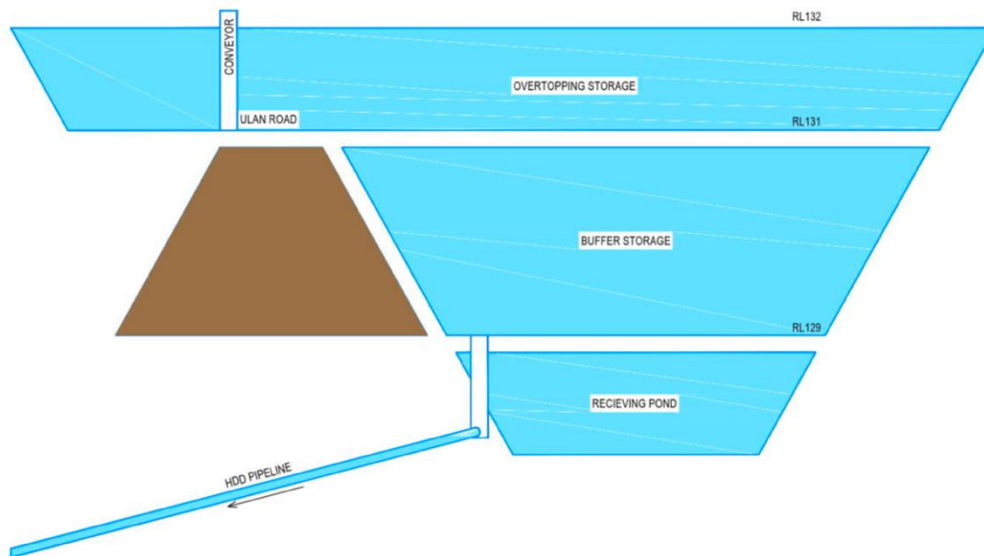 RL132
CONVEYOR
OVERTOPPING STORAGE
ULAN ROAD
RL131
BUFFER STORAGE
RL129
RECIEVING POND
HDD PIPELINE